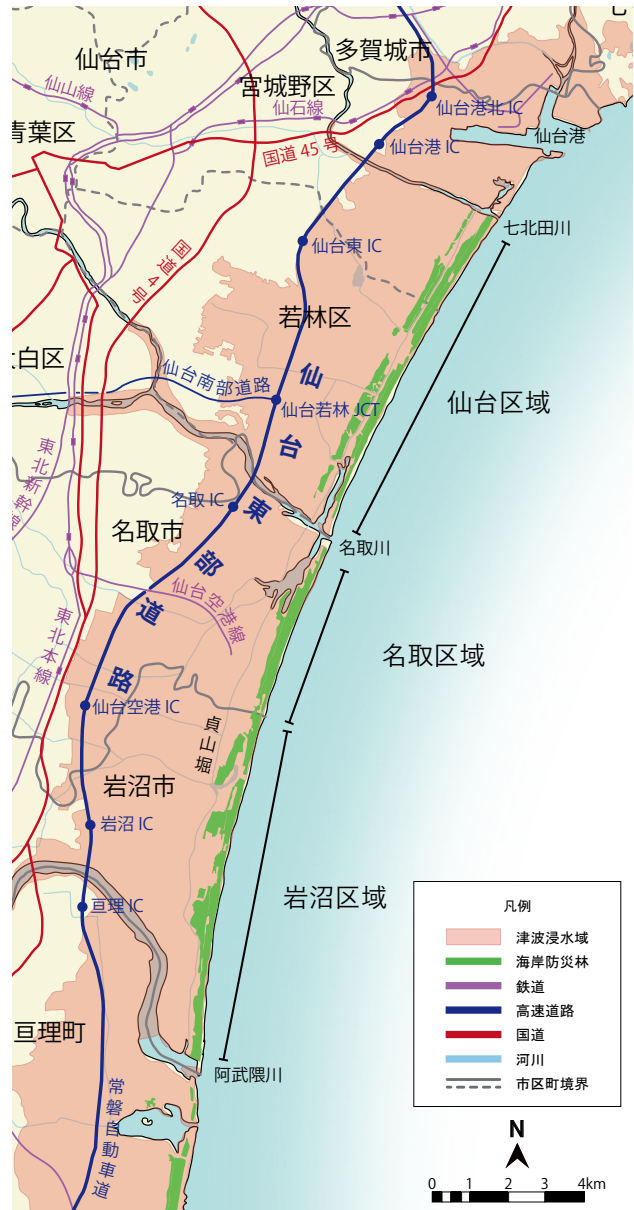 七
多賀城市
仙台市
宮城野区
仙山線
仙石線
仙台港北 IC
青葉区
仙台港
国道 45 号
仙台港 IC
七北田川
仙台東 IC
国道 4 号
若林区
白区
仙台南部道路
仙台区域
仙台若林 JCT
仙台東部道路
東北新幹線
名取 IC
名取市
名取川
仙台空港線
東北本線
名取区域
仙台空港 IC
貞山堀
岩沼市
岩沼 IC
岩沼区域
亘理 IC
亘理町
阿武隈川
常磐自動車道
凡例
津波浸水域
海岸防災林
鉄道
高速道路
国道
河川
市区町境界
N
0 1 2 3 4km